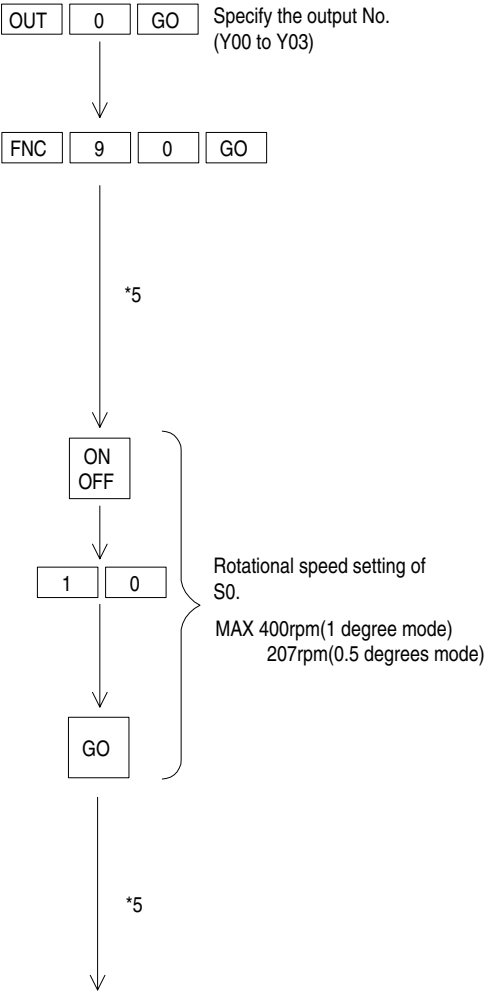 OUT 0 GO Specify the output No.
(Y00 to Y03)
FNC 9 0 GO
*5
ON
OFF
1 0
Rotational speed setting of
S0.
MAX 400rpm(1 degree mode)
207rpm(0.5 degrees mode)
GO
*5